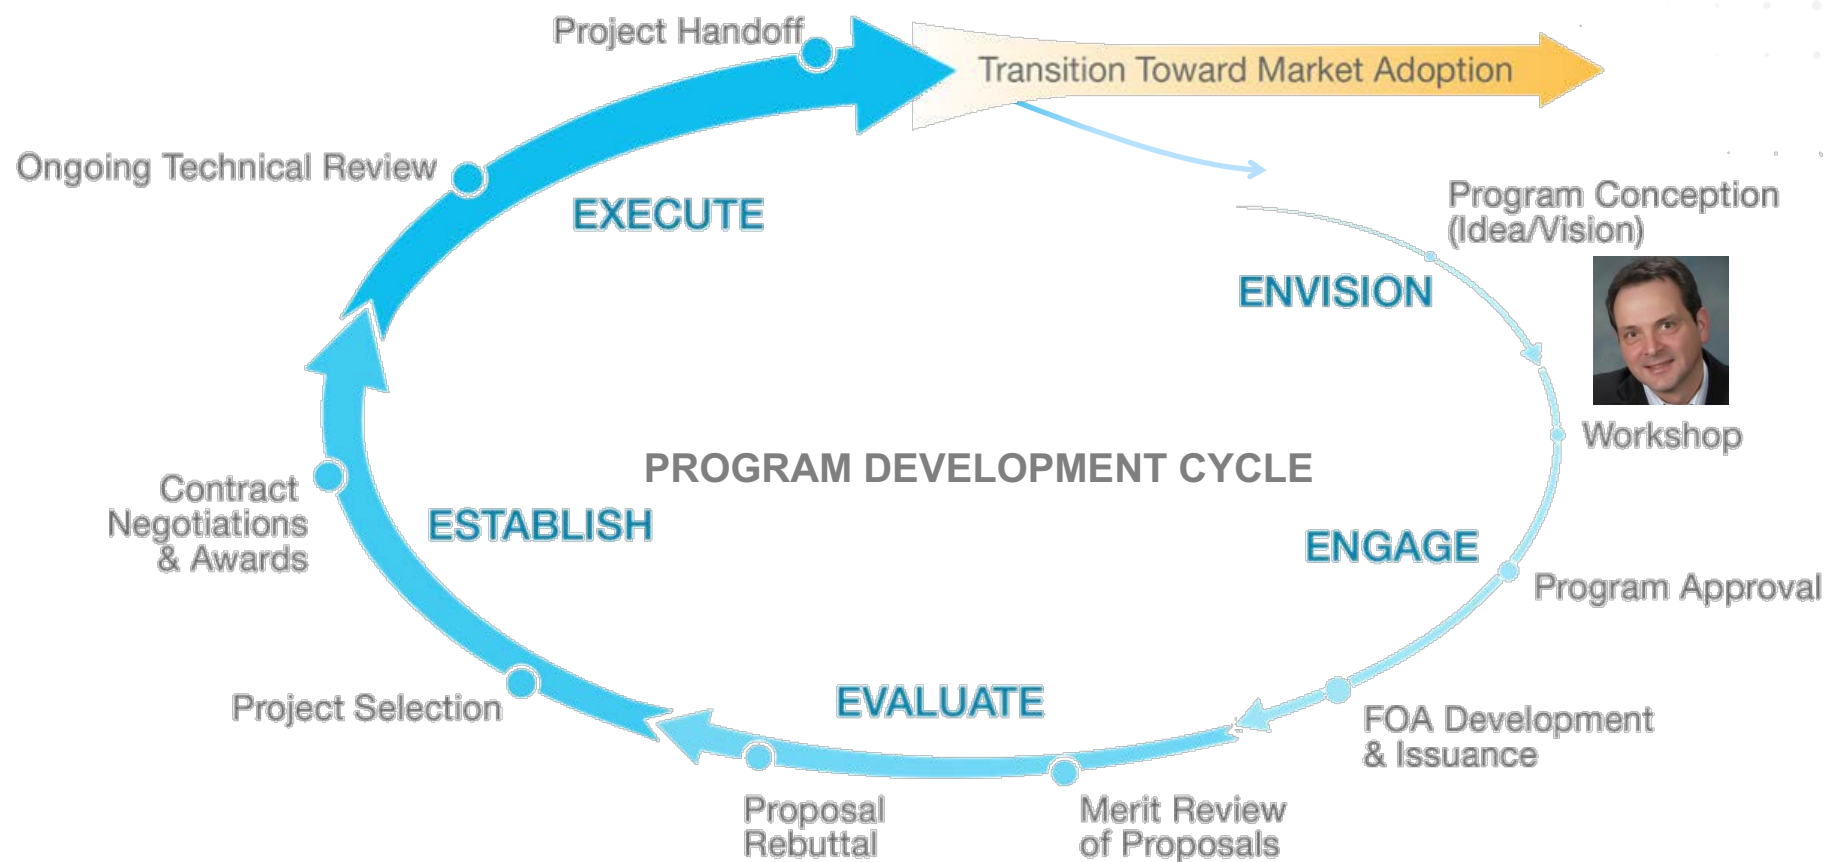 Project Handoff
Transition Toward Market Adoption
Ongoing Technical Review
EXECUTE
Program Conception
(Idea/Vision)
ENVISION
Workshop
PROGRAM DEVELOPMENT CYCLE
Contract
Negotiations
& Awards
ESTABLISH
ENGAGE
Program Approval
Project Selection
EVALUATE
FOA Development
& Issuance
Proposal
Rebuttal
Merit Review
of Proposals